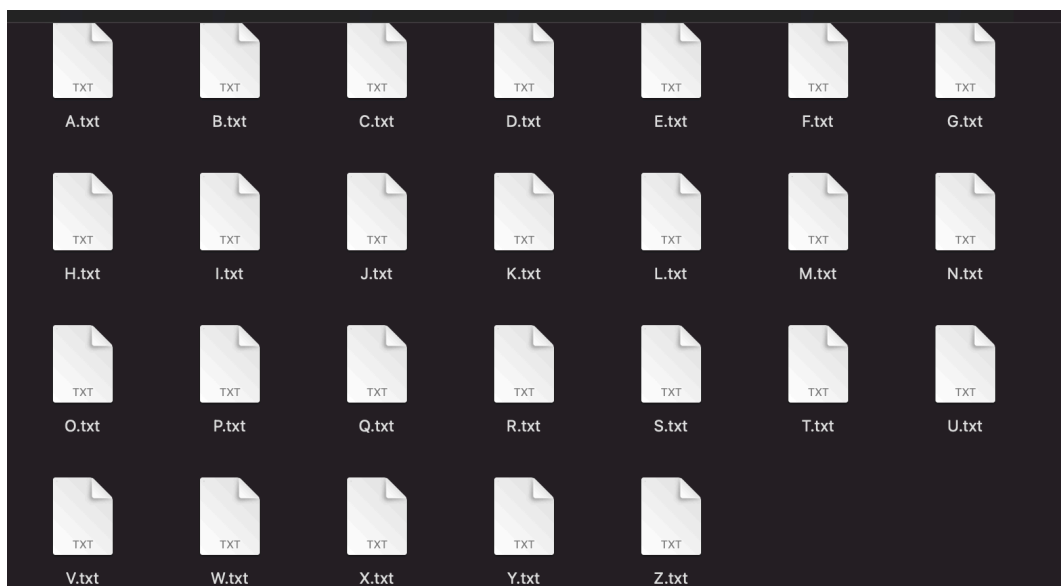 TXT TXT TXT TXT TXT TXT TXT
A.txt B.txt C.txt D.txt E.txt F.txt G.txt
TXT TXT TXT TXT TXT TXT TXT
H.txt I.txt J.txt K.txt L.txt M.txt N.txt
TXT TXT TXT TXT TXT TXT TXT
O.txt P.txt Q.txt R.txt S.txt T.txt U.txt
TXT TXT TXT TXT TXT
V.txt W.txt X.txt Y.txt Z.txt